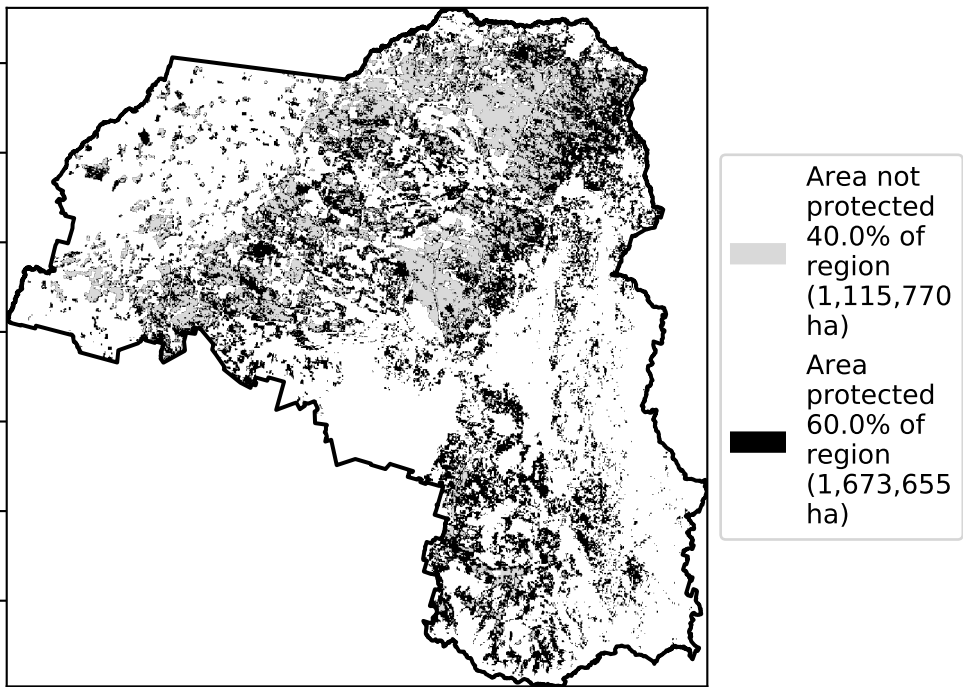 Area not
protected
40.0% of
region
(1,115,770
ha)
Area
protected
60.0% of
region
(1,673,655
ha)